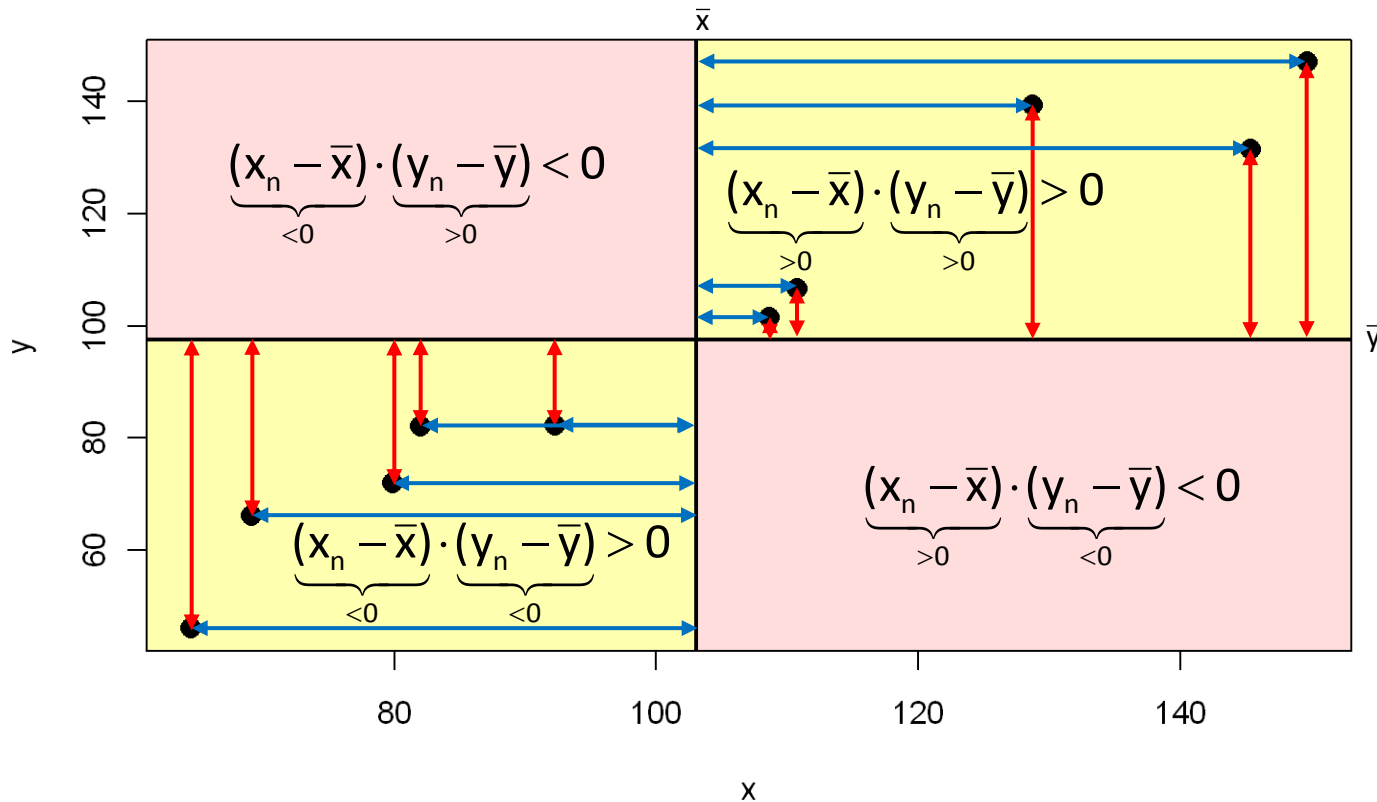 x̅
140
120
100
80
60
y
(xₙ − x̅) · (yₙ − y̅) < 0
<0 >0
(xₙ − x̅) · (yₙ − y̅) > 0
>0 >0
y̅
(xₙ − x̅) · (yₙ − y̅) > 0
<0 <0
(xₙ − x̅) · (yₙ − y̅) < 0
>0 <0
80 100 120 140
x